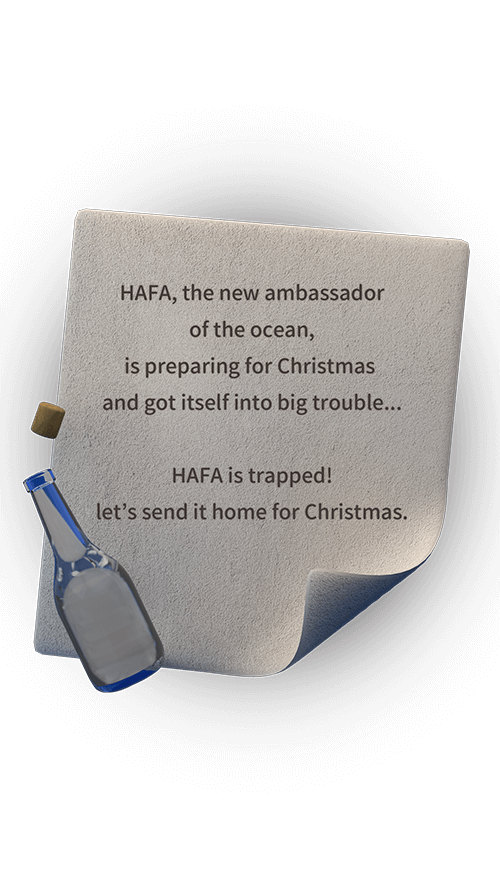 HAFA, the new ambassador
of the ocean,
is preparing for Christmas
and got itself into big trouble...
HAFA is trapped!
let’s send it home for Christmas.